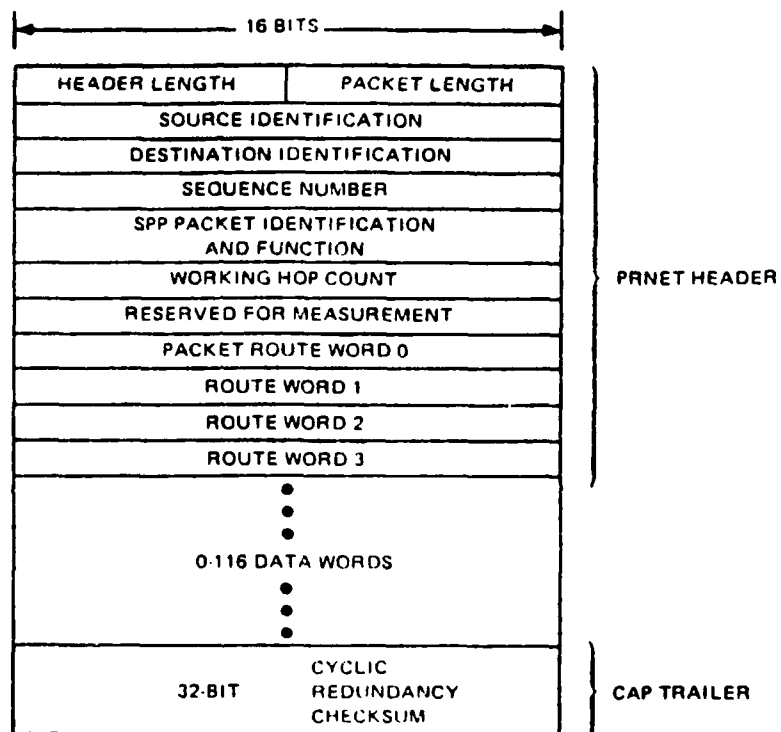 16 BITS
HEADER LENGTH PACKET LENGTH
SOURCE IDENTIFICATION
DESTINATION IDENTIFICATION
SEQUENCE NUMBER
SPP PACKET IDENTIFICATION
AND FUNCTION
WORKING HOP COUNT
PRNET HEADER
RESERVED FOR MEASUREMENT
PACKET ROUTE WORD 0
ROUTE WORD 1
ROUTE WORD 2
ROUTE WORD 3
0-116 DATA WORDS
CYCLIC
32-BIT REDUNDANCY
CHECKSUM
CAP TRAILER